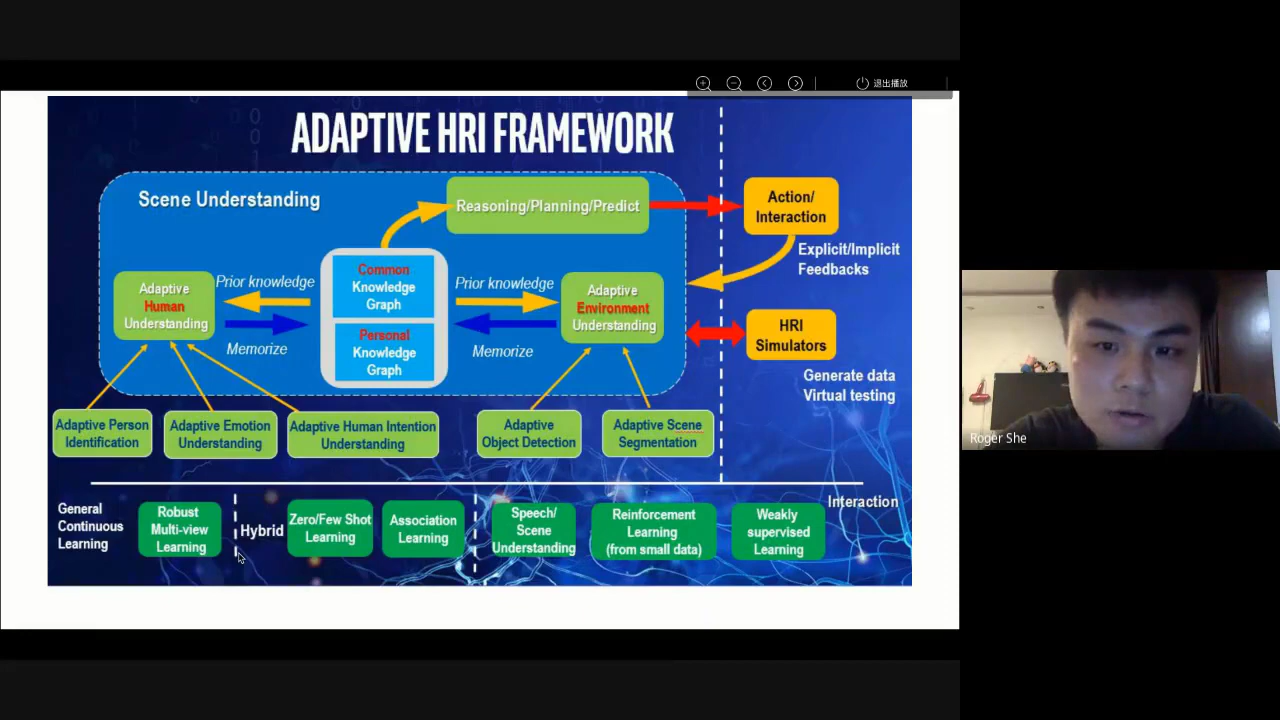 退出播放
ADAPTIVE HRI FRAMEWORK
Scene Understanding
Reasoning/Planning/Predict
Action/
Interaction
Explicit/Implicit
Feedbacks
Adaptive
Human
Understanding
Prior knowledge
Memorize
Common
Knowledge
Graph
Personal
Knowledge
Graph
Prior knowledge
Memorize
Adaptive
Environment
Understanding
HRI
Simulators
Generate data
Virtual testing
Adaptive Person
Identification
Adaptive Emotion
Understanding
Adaptive Human Intention
Understanding
Adaptive
Object Detection
Adaptive Scene
Segmentation
General
Continuous
Learning
Robust
Multi-view
Learning
Hybrid
Zero/Few Shot
Learning
Association
Learning
Speech/
Scene
Understanding
Reinforcement
Learning
(from small data)
Weakly
supervised
Learning
Interaction
Roger She